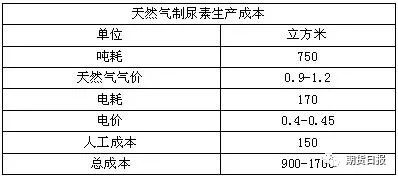 天然气制尿素生产成本
单位 立方米
吨耗 750
天然气气价 0.9-1.2
电耗 170
电价 0.4-0.45
人工成本 150
总成本 900-1700
期货日报